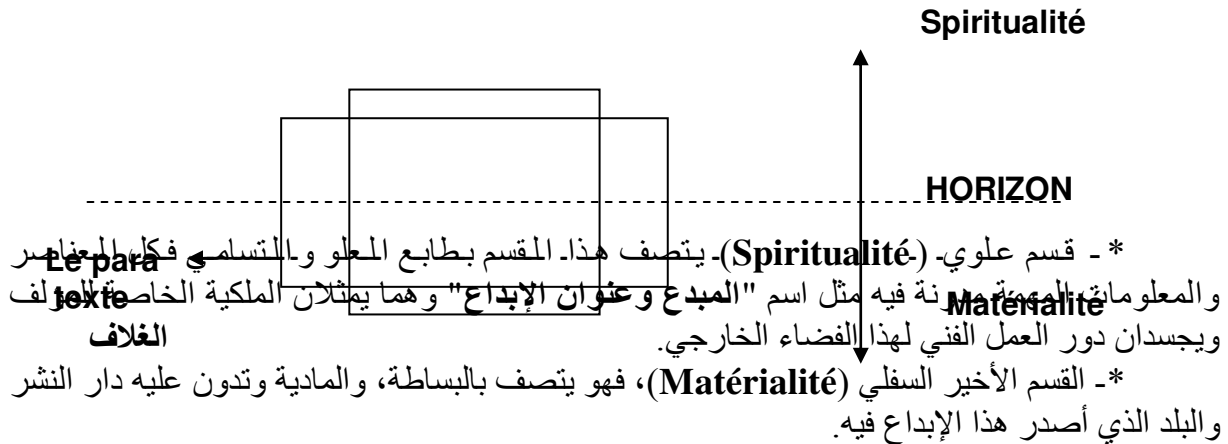 Spiritualité
HORIZON
*- قسم علوي (Spiritualité) يتصف هذا القسم بطابع العلو والتسامي فكل العناصر
Le para
والمعلومات المهمة مدونة فيه مثل اسم "المبدع وعنوان الإبداع" وهما يمثلان الملكية الخاصة للمؤلف
texte
Matérialité
الغلاف
ويجسدان دور العمل الفني لهذا الفضاء الخارجي.
*- القسم الأخير السفلي (Matérialité)، فهو يتصف بالبساطة، والمادية وتدون عليه دار النشر
والبلد الذي أصدر هذا الإبداع فيه.